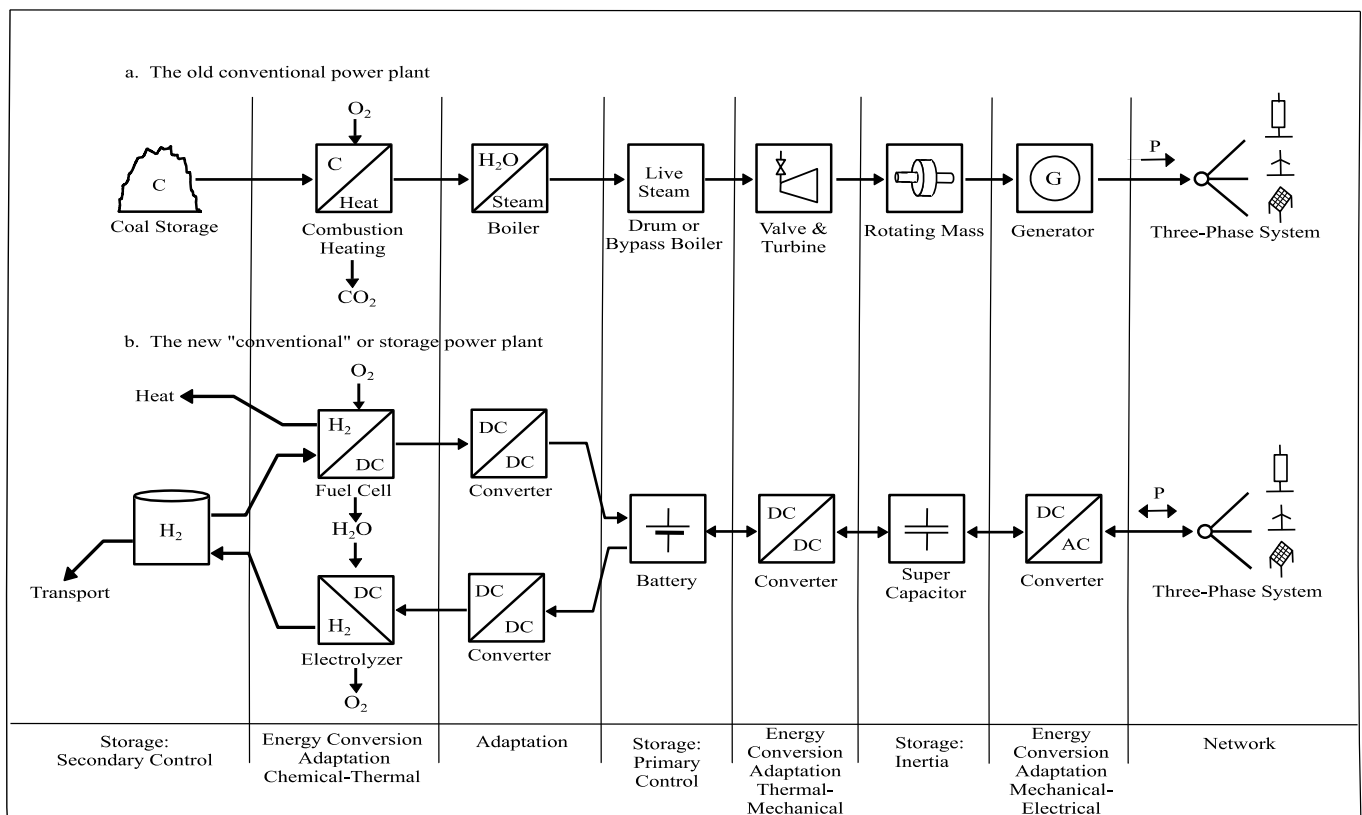 a. The old conventional power plant
O₂
C
Coal Storage
C
Heat
Combustion
Heating
CO₂
H₂O
Steam
Boiler
Live
Steam
Drum or
Bypass Boiler
Valve &
Turbine
Rotating Mass
G
Generator
P
Three-Phase System
b. The new "conventional" or storage power plant
O₂
Heat
H₂
DC
Fuel Cell
H₂O
DC
H₂
Electrolyzer
O₂
H₂
Transport
DC
DC
Converter
DC
DC
Converter
Battery
DC
DC
Converter
Super
Capacitor
DC
AC
Converter
P
Three-Phase System
Storage:
Secondary Control
Energy Conversion
Adaptation
Chemical-Thermal
Adaptation
Storage:
Primary
Control
Energy
Conversion
Adaptation
Thermal-
Mechanical
Storage:
Inertia
Energy
Conversion
Adaptation
Mechanical-
Electrical
Network